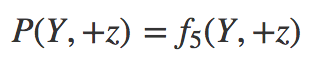 P(Y, +z) = f₅(Y, +z)